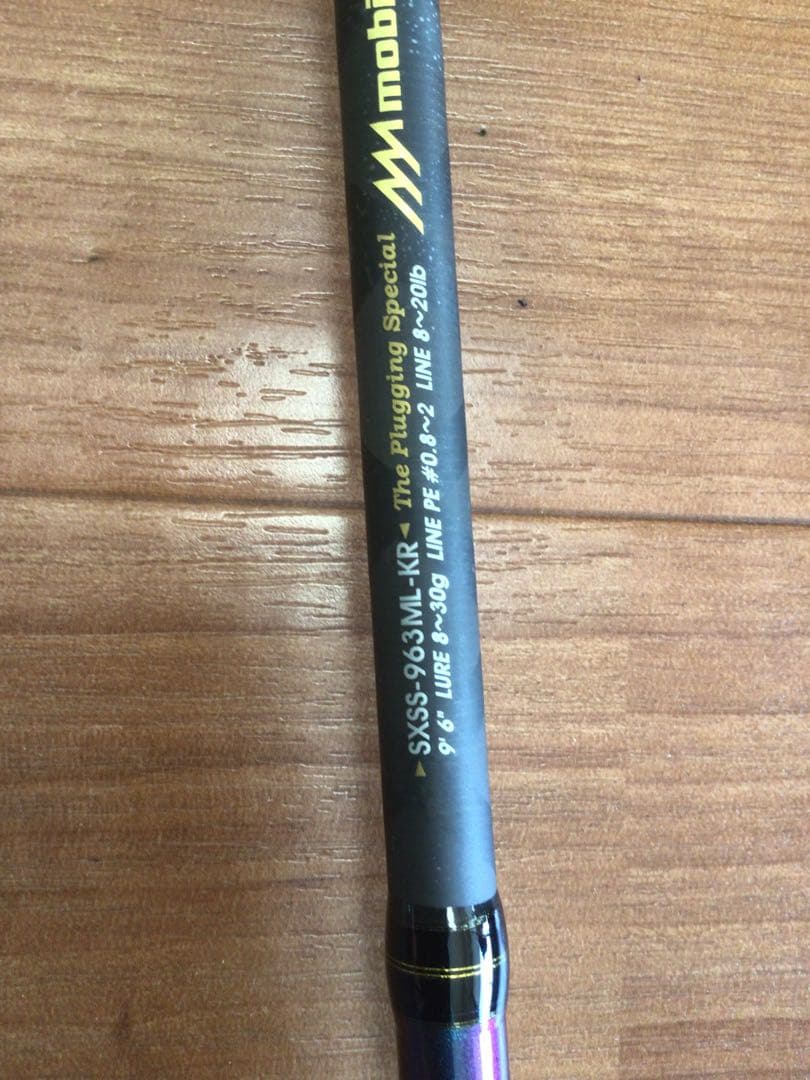 mobi
The Plugging Special
SXSS-963ML-KR
9' 6" LURE 8~30g LINE PE #0.8~2 LINE 8~20lb